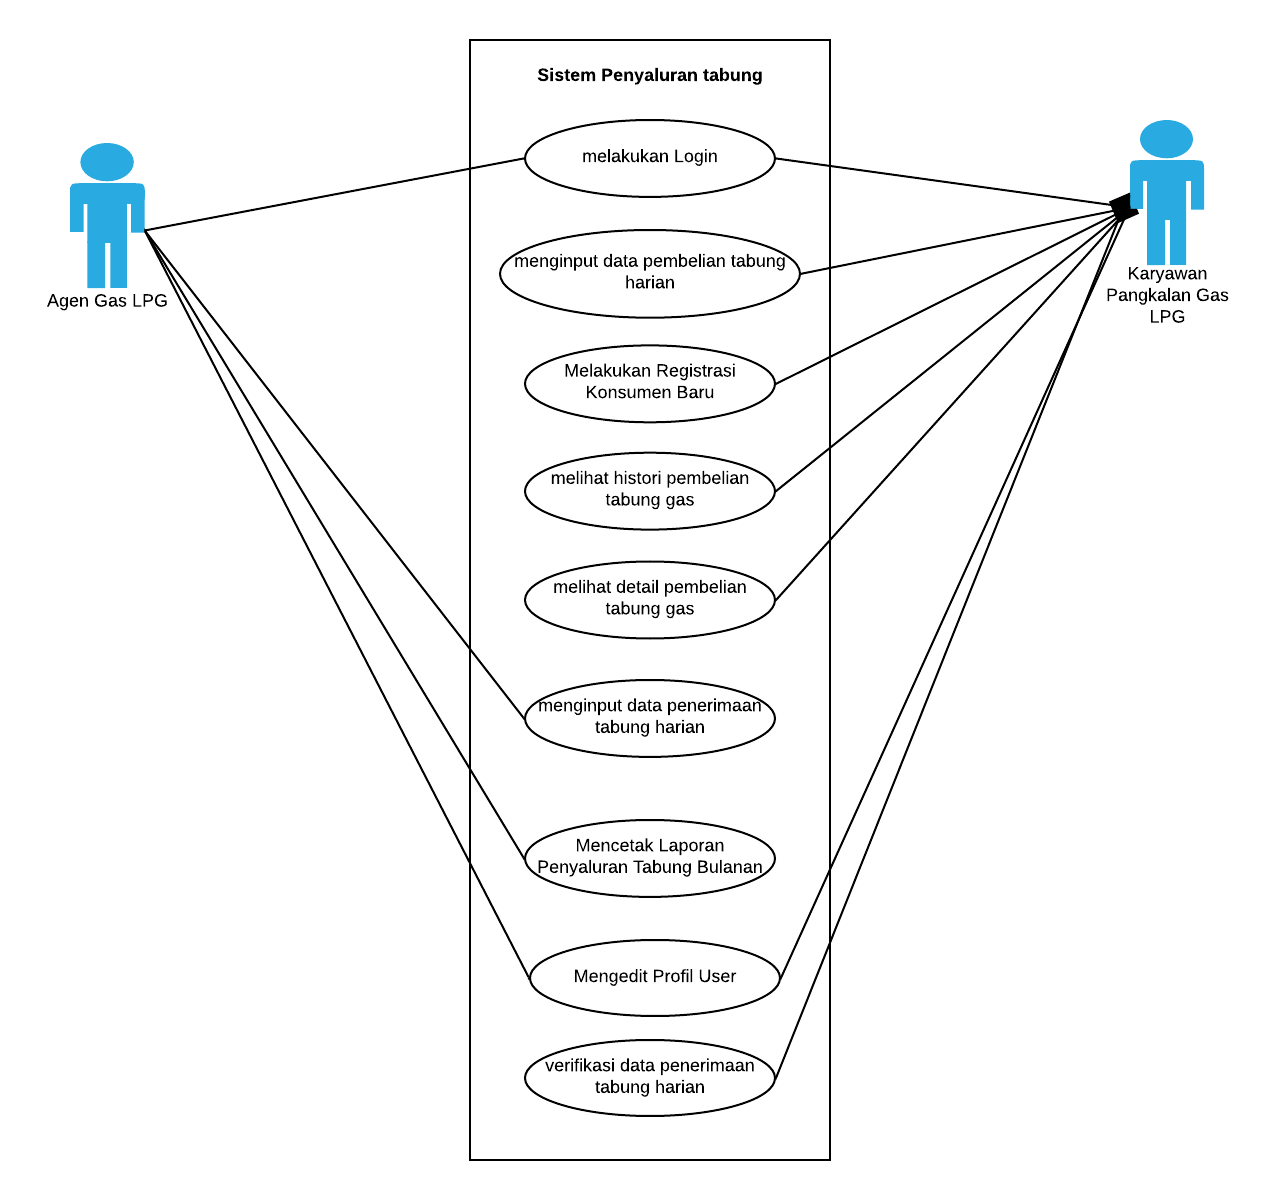 Sistem Penyaluran tabung
melakukan Login
menginput data pembelian tabung
harian
Melakukan Registrasi
Konsumen Baru
melihat histori pembelian
tabung gas
melihat detail pembelian
tabung gas
menginput data penerimaan
tabung harian
Mencetak Laporan
Penyaluran Tabung Bulanan
Mengedit Profil User
verifikasi data penerimaan
tabung harian
Agen Gas LPG
Karyawan
Pangkalan Gas
LPG